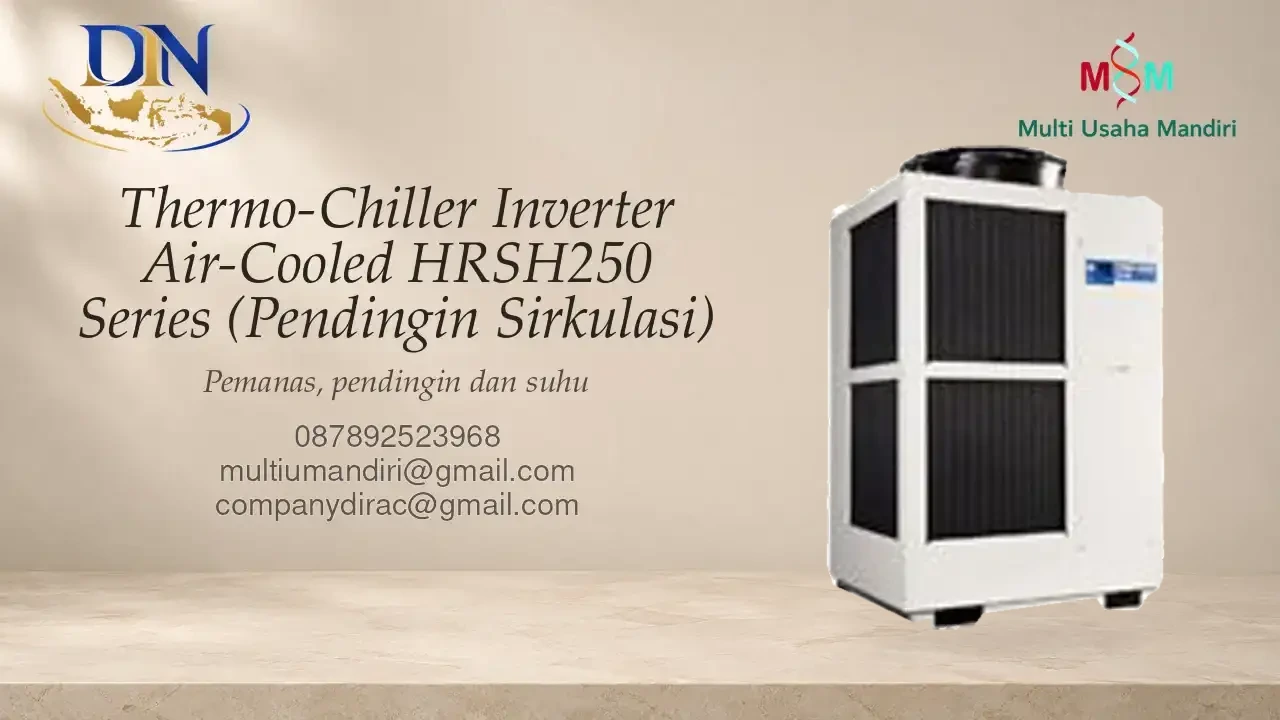 DIN
MSM
Multi Usaha Mandiri
Thermo-Chiller Inverter
Air-Cooled HRSH250
Series (Pendingin Sirkulasi)
Pemanas, pendingin dan suhu
087892523968
multiumandiri@gmail.com
companydirac@gmail.com